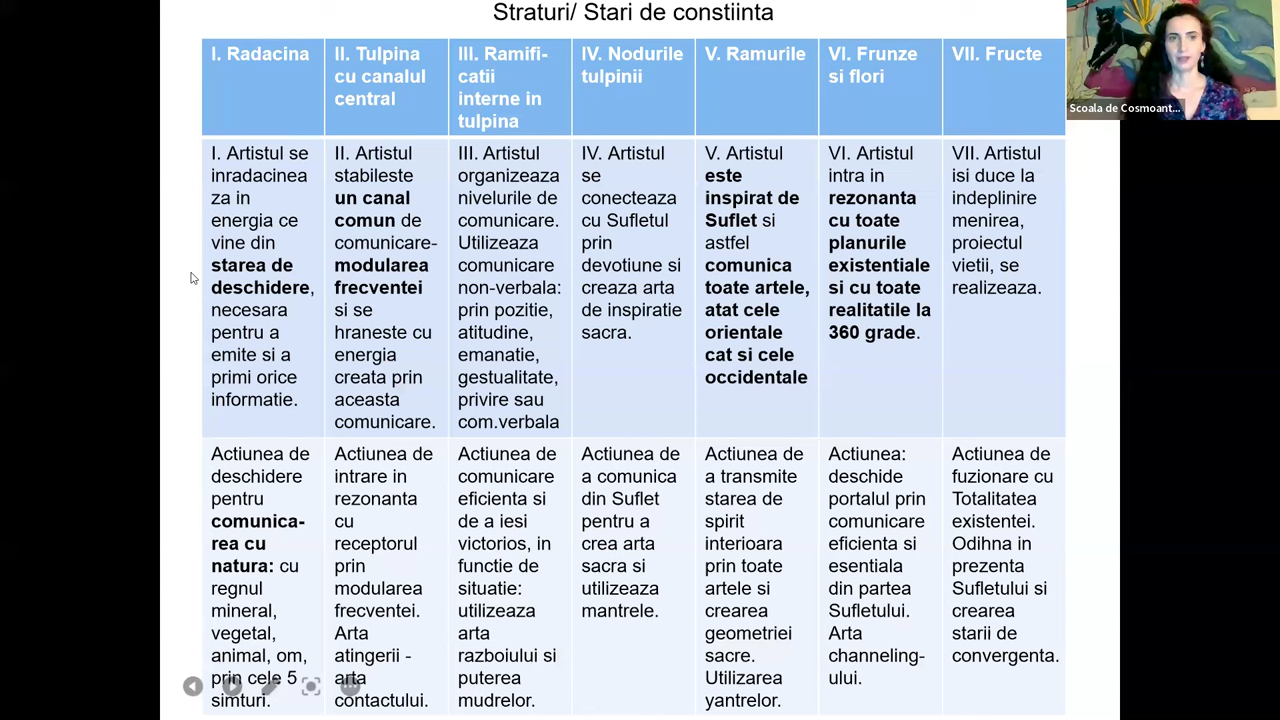 Straturi/ Stari de constiinta
Scoala de Cosmoant...
I. Radacina
II. Tulpina
cu canalul
central
III. Ramifi-
catii
interne in
tulpina
IV. Nodurile
tulpinii
V. Ramurile
VI. Frunze
si flori
VII. Fructe
I. Artistul se
inradacinea
za in
energia ce
vine din
starea de
deschidere,
necesara
pentru a
emite si a
primi orice
informatie.
II. Artistul
stabileste
un canal
comun de
comunicare-
modularea
frecventei
si se
hraneste cu
energia
creata prin
aceasta
comunicare.
III. Artistul
organizeaza
nivelurile de
comunicare.
Utilizeaza
comunicare
non-verbala:
prin pozitie,
atitudine,
emanatie,
gestualitate,
privire sau
com.verbala
IV. Artistul
se
conecteaza
cu Sufletul
prin
devotiune si
creaza arta
de inspiratie
sacra.
V. Artistul
este
inspirat de
Suflet si
astfel
comunica
toate artele,
atat cele
orientale
cat si cele
occidentale
VI. Artistul
intra in
rezonanta
cu toate
planurile
existentiale
si cu toate
realitatile la
360 grade.
VII. Artistul
isi duce la
indeplinire
menirea,
proiectul
vietii, se
realizeaza.
Actiunea de
deschidere
pentru
comunica-
rea cu
natura: cu
regnul
mineral,
vegetal,
animal, om,
prin cele 5
simturi.
Actiunea de
intrare in
rezonanta
cu
receptorul
prin
modularea
frecventei.
Arta
atingerii -
arta
contactului.
Actiunea de
comunicare
eficienta si
de a iesi
victorios, in
functie de
situatie:
utilizeaza
arta
razboiului si
puterea
mudrelor.
Actiunea de
a comunica
din Suflet
pentru a
crea arta
sacra si
utilizeaza
mantrele.
Actiunea de
a transmite
starea de
spirit
interioara
prin toate
artele si
crearea
geometriei
sacre.
Utilizarea
yantrelor.
Actiunea:
deschide
portalul prin
comunicare
eficienta si
esentiala
din partea
Sufletului.
Arta
channeling-
ului.
Actiunea de
fuzionare cu
Totalitatea
existentei.
Odihna in
prezenta
Sufletului si
crearea
starii de
convergenta.